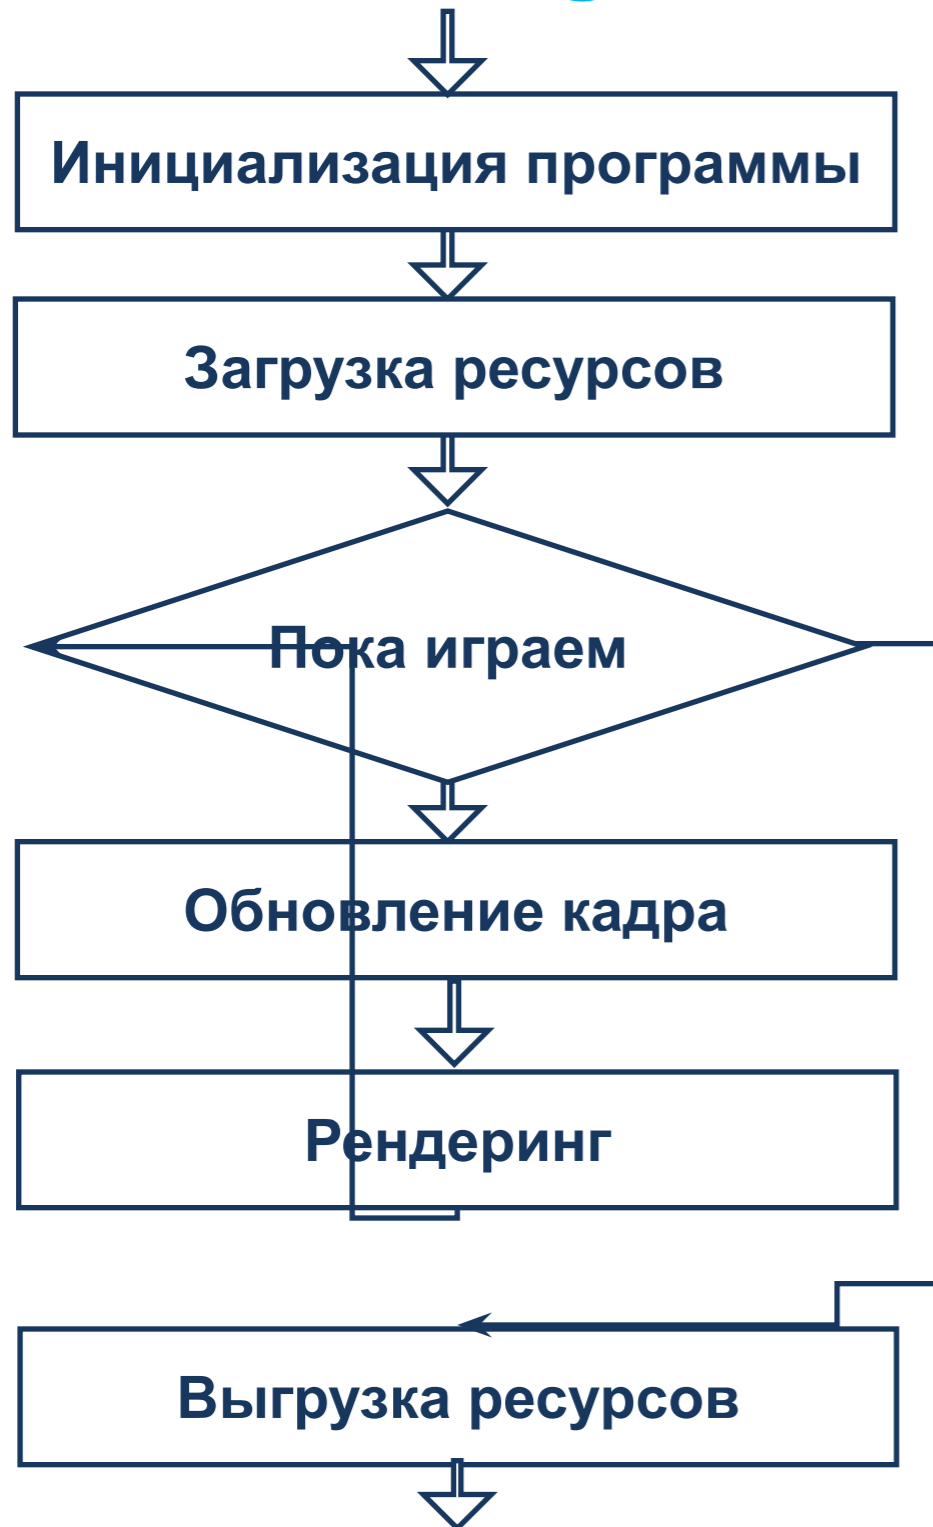 Инициализация программы
Загрузка ресурсов
Пока играем
Обновление кадра
Рендеринг
Выгрузка ресурсов